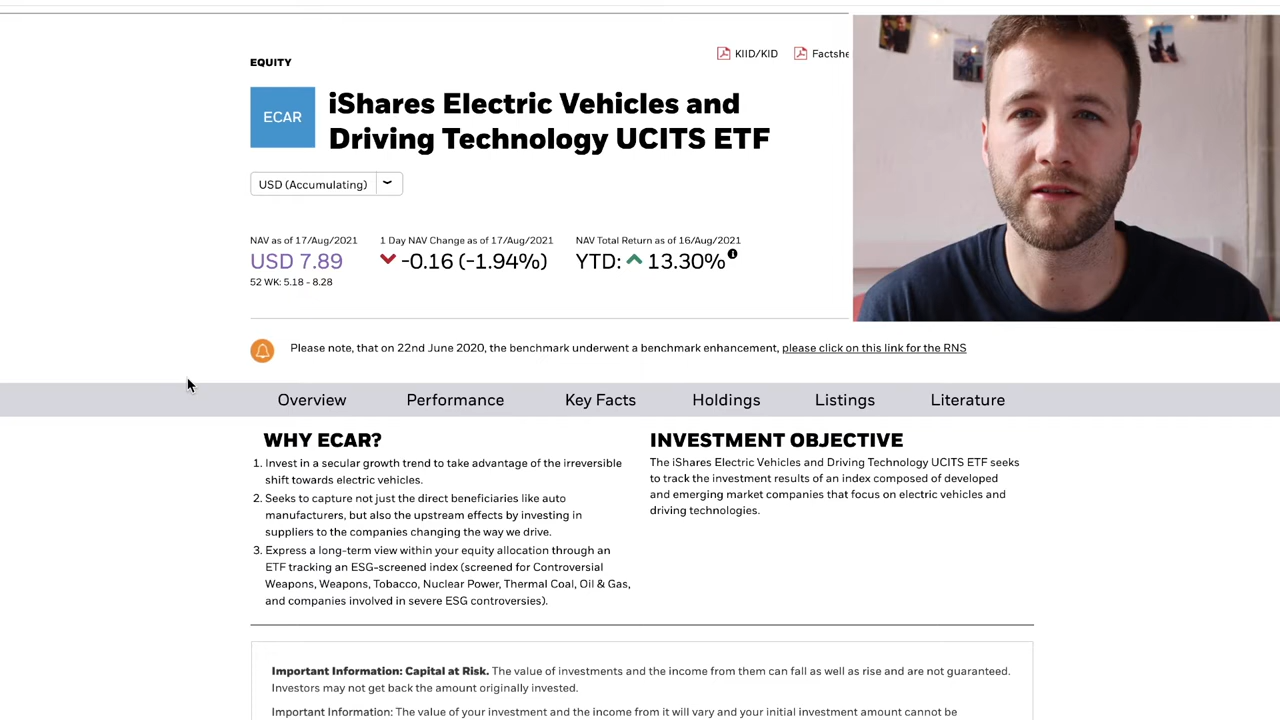 EQUITY
KIID/KID
Factshe
ECAR
iShares Electric Vehicles and
Driving Technology UCITS ETF
USD (Accumulating)
NAV as of 17/Aug/2021
USD 7.89
52 WK: 5.18 - 8.28
1 Day NAV Change as of 17/Aug/2021
-0.16 (-1.94%)
NAV Total Return as of 16/Aug/2021
YTD: 13.30%
Please note, that on 22nd June 2020, the benchmark underwent a benchmark enhancement, please click on this link for the RNS
Overview Performance Key Facts Holdings Listings Literature
WHY ECAR?
1. Invest in a secular growth trend to take advantage of the irreversible
shift towards electric vehicles.
2. Seeks to capture not just the direct beneficiaries like auto
manufacturers, but also the upstream effects by investing in
suppliers to the companies changing the way we drive.
3. Express a long-term view within your equity allocation through an
ETF tracking an ESG-screened index (screened for Controversial
Weapons, Weapons, Tobacco, Nuclear Power, Thermal Coal, Oil & Gas,
and companies involved in severe ESG controversies).
INVESTMENT OBJECTIVE
The iShares Electric Vehicles and Driving Technology UCITS ETF seeks
to track the investment results of an index composed of developed
and emerging market companies that focus on electric vehicles and
driving technologies.
Important Information: Capital at Risk. The value of investments and the income from them can fall as well as rise and are not guaranteed.
Investors may not get back the amount originally invested.
Important Information: The value of your investment and the income from it will vary and your initial investment amount cannot be